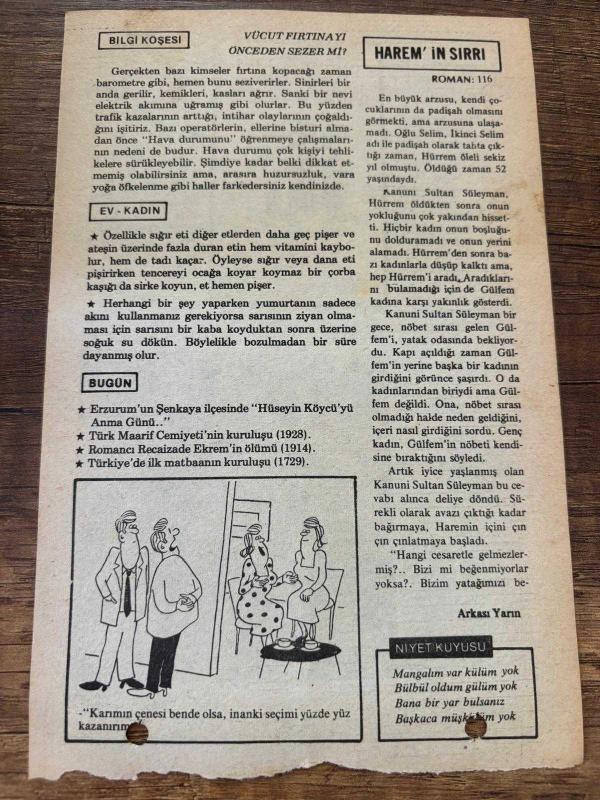 BİLGİ KÖŞESİ
VÜCUT FIRTINAYI
ÖNCEDEN SEZER Mİ?
Gerçekten bazı kimseler fırtına kopacağı zaman
barometre gibi, hemen bunu seziverirler. Sinirleri bir
anda gerilir, kemikleri, kasları ağrır. Sanki bir nevi
elektrik akımına uğramış gibi olurlar. Bu yüzden
trafik kazalarının arttığı, intihar olaylarının çoğaldı-
ğını işitiriz. Bazı operatörlerin, ellerine bisturi alma-
dan önce "Hava durumunu" öğrenmeye çalışmaları-
nın nedeni de budur. Hava durumu çok kişiyi tehli-
kelere sürükleyebilir. Şimdiye kadar belki dikkat et-
memiş olabilirsiniz ama, arasıra huzursuzluk, vara
yoğa öfkelenme gibi haller farkedersiniz kendinizde.
EV - KADIN
★ Özellikle sığır eti diğer etlerden daha geç pişer ve
ateşin üzerinde fazla duran etin hem vitamini kaybo-
lur, hem de tadı kaçar. Öyleyse sığır veya dana eti
pişirirken tencereyi ocağa koyar koymaz bir çorba
kaşığı da sirke koyun, et hemen pişer.
★ Herhangi bir şey yaparken yumurtanın sadece
akını kullanmanız gerekiyorsa sarısının ziyan olma-
ması için sarısını bir kaba koyduktan sonra üzerine
soğuk su dökün. Böylelikle bozulmadan bir süre
dayanmış olur.
BUGÜN
★ Erzurum'un Şenkaya ilçesinde "Hüseyin Köycü'yü
Anma Günü.."
★ Türk Maarif Cemiyeti'nin kuruluşu (1928).
★ Romancı Recaizade Ekrem'in ölümü (1914).
★ Türkiye'de ilk matbaanın kuruluşu (1729).
-"Karımın çenesi bende olsa, inanki seçimi yüzde yüz
kazanırım
HAREM' İN SIRRI
ROMAN: 116
En büyük arzusu, kendi ço-
cuklarının da padişah olmasını
görmekti, ama arzusuna ulaşa-
madı. Oğlu Selim, İkinci Selim
adı ile padişah olarak tahta çık-
tığı zaman, Hürrem öleli sekiz
yıl olmuştu. Öldüğü zaman 52
yaşındaydı.
Kanuni Sultan Süleyman,
Hürrem öldükten sonra onun
yokluğunu çok yakından hisset-
ti. Hiçbir kadın onun boşluğu-
nu dolduramadı ve onun yerini
alamadı. Hürrem'den sonra ba-
zı kadınlarla düşüp kalktı ama,
hep Hürrem'i aradı. Aradıkları-
nı bulamadığı için de Gülfem
kadına karşı yakınlık gösterdi.
Kanuni Sultan Süleyman bir
gece, nöbet sırası gelen Gül-
fem'i, yatak odasında bekliyor-
du. Kapı açıldığı zaman Gül-
fem'in yerine başka bir kadının
girdiğini görünce şaşırdı. O da
kadınlarından biriydi ama Gül-
fem değildi. Ona, nöbet sırası
olmadığı halde neden geldiğini,
içeri nasıl girdiğini sordu. Genç
kadın, Gülfem'in nöbeti kendi-
sine bıraktığını söyledi.
Artık iyice yaşlanmış olan
Kanuni Sultan Süleyman bu ce-
vabı alınca deliye döndü. Sü-
rekli olarak avazı çıktığı kadar
bağırmaya, Haremin içini çın
çın çınlatmaya başladı.
"Hangi cesaretle gelmezler-
miş?.. Bizi mi beğenmiyorlar
yoksa?. Bizim yatağımızı be-
Arkası Yarın
NİYET KUYUSU
Mangalım var külüm yok
Bülbül oldum gülüm yok
Bana bir yar bulsanız
Başkaca yok